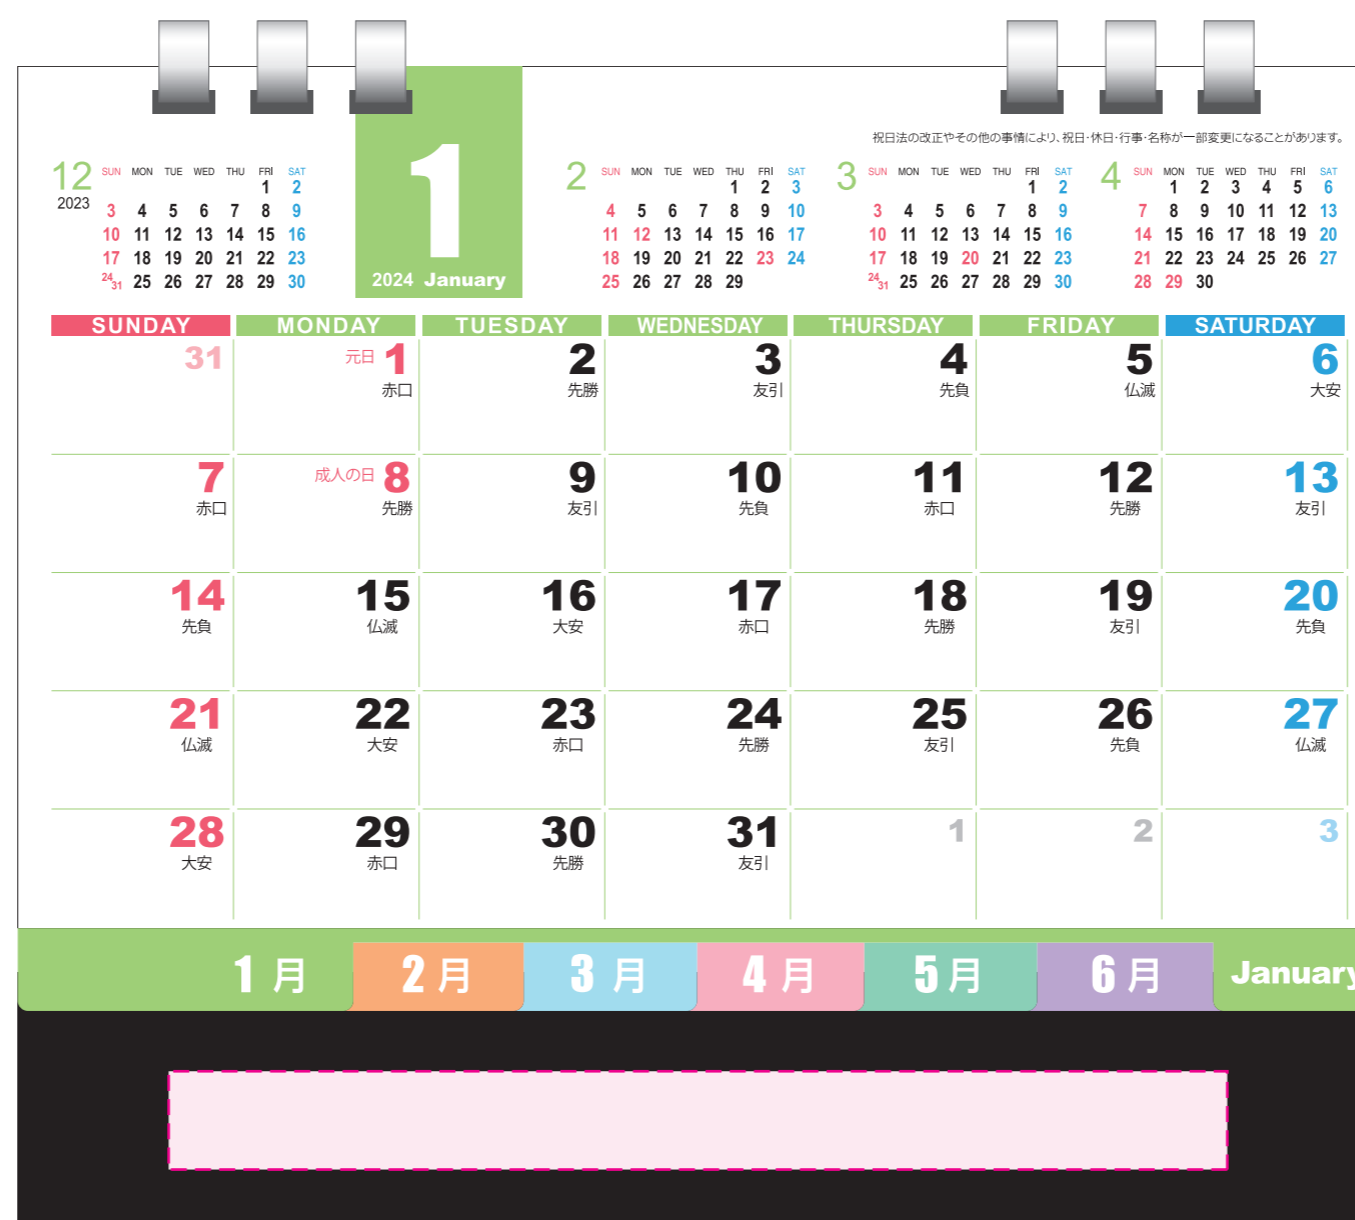 祝日法の改正やその他の事情により、祝日・休日・行事・名称が一部変更になることがあります。
12
2023
SUN MON TUE WED THU FRI SAT
1 2
3 4 5 6 7 8 9
10 11 12 13 14 15 16
17 18 19 20 21 22 23
24/31 25 26 27 28 29 30
1
2024 January
2
SUN MON TUE WED THU FRI SAT
1 2 3
4 5 6 7 8 9 10
11 12 13 14 15 16 17
18 19 20 21 22 23 24
25 26 27 28 29
3
SUN MON TUE WED THU FRI SAT
1 2
3 4 5 6 7 8 9
10 11 12 13 14 15 16
17 18 19 20 21 22 23
24/31 25 26 27 28 29 30
4
SUN MON TUE WED THU FRI SAT
1 2 3 4 5 6
7 8 9 10 11 12 13
14 15 16 17 18 19 20
21 22 23 24 25 26 27
28 29 30
SUNDAY MONDAY TUESDAY WEDNESDAY THURSDAY FRIDAY SATURDAY
31 元日 1 2 3 4 5 6
赤口 先勝 友引 先負 仏滅 大安
7 成人の日 8 9 10 11 12 13
赤口 先勝 友引 先負 赤口 先勝 友引
14 15 16 17 18 19 20
先負 仏滅 大安 赤口 先勝 友引 先負
21 22 23 24 25 26 27
仏滅 大安 赤口 先勝 友引 先負 仏滅
28 29 30 31 1 2 3
大安 赤口 先勝 友引
1月 2月 3月 4月 5月 6月 January